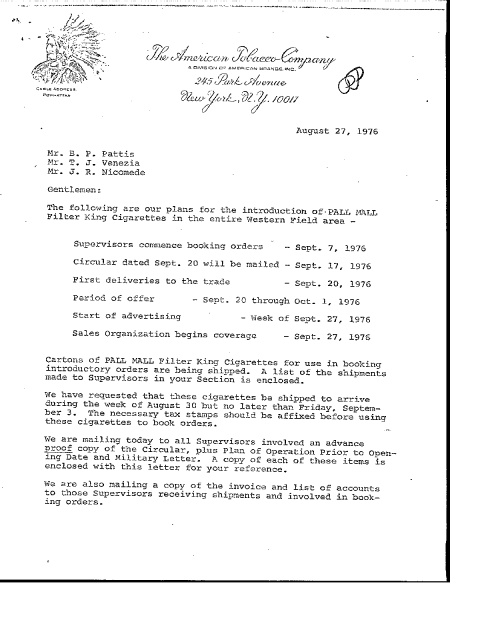 The American Tobacco Company
A DIVISION OF AMERICAN BRANDS, INC.
245 Park Avenue
New York, N.Y. 10017
CABLE ADDRESS
August 27, 1976
Mr. B. P. Pattis
Mr. T. J. Venezia
Mr. J. R. Nicomede
Gentlemen:
The following are our plans for the introduction of PALL MALL
Filter King Cigarettes in the entire Western Field area -
Supervisors commence booking orders - Sept. 7, 1976
Circular dated Sept. 20 will be mailed - Sept. 17, 1976
First deliveries to the trade - Sept. 20, 1976
Period of offer - Sept. 20 through Oct. 1, 1976
Start of advertising - Week of Sept. 27, 1976
Sales Organization begins coverage - Sept. 27, 1976
Cartons of PALL MALL Filter King Cigarettes for use in booking
introductory orders are being shipped. A list of the shipments
made to Supervisors in your Section is enclosed.
We have requested that these cigarettes be shipped to arrive
during the week of August 30 but no later than Friday, Septem-
ber 3. The necessary tax stamps should be affixed before using
these cigarettes to book orders.
We are mailing today to all Supervisors involved an advance
proof copy of the Circular, plus Plan of Operation Prior to Open-
ing Date and Military Letter. A copy of each of these items is
enclosed with this letter for your reference.
We are also mailing a copy of the invoice and list of accounts
to those Supervisors receiving shipments and involved in book-
ing orders.